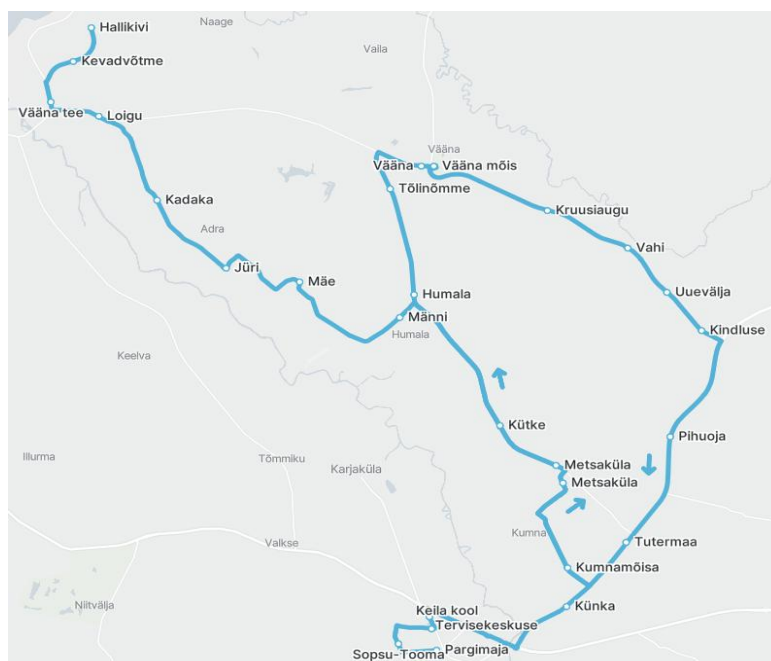 Hallikivi
Naage
Kevadvõtme
Vaila
Vääna tee
Loigu
Vääna
Vääna
Vääna mõis
Tõlinõmme
Kadaka
Kruusiaugu
Adra
Vahi
Jüri
Mäe
Humala
Uuevälja
Männi
Humala
Kindluse
Keelva
Kütke
Pihuoja
Illurma
Tõmmiku
Karjaküla
Metsaküla
Metsaküla
Kumna
Valkse
Tutermaa
Kumnamõisa
Niitvälja
Keila kool
Künka
Tervisekeskuse
Sopsu-Tooma
Pargimaja